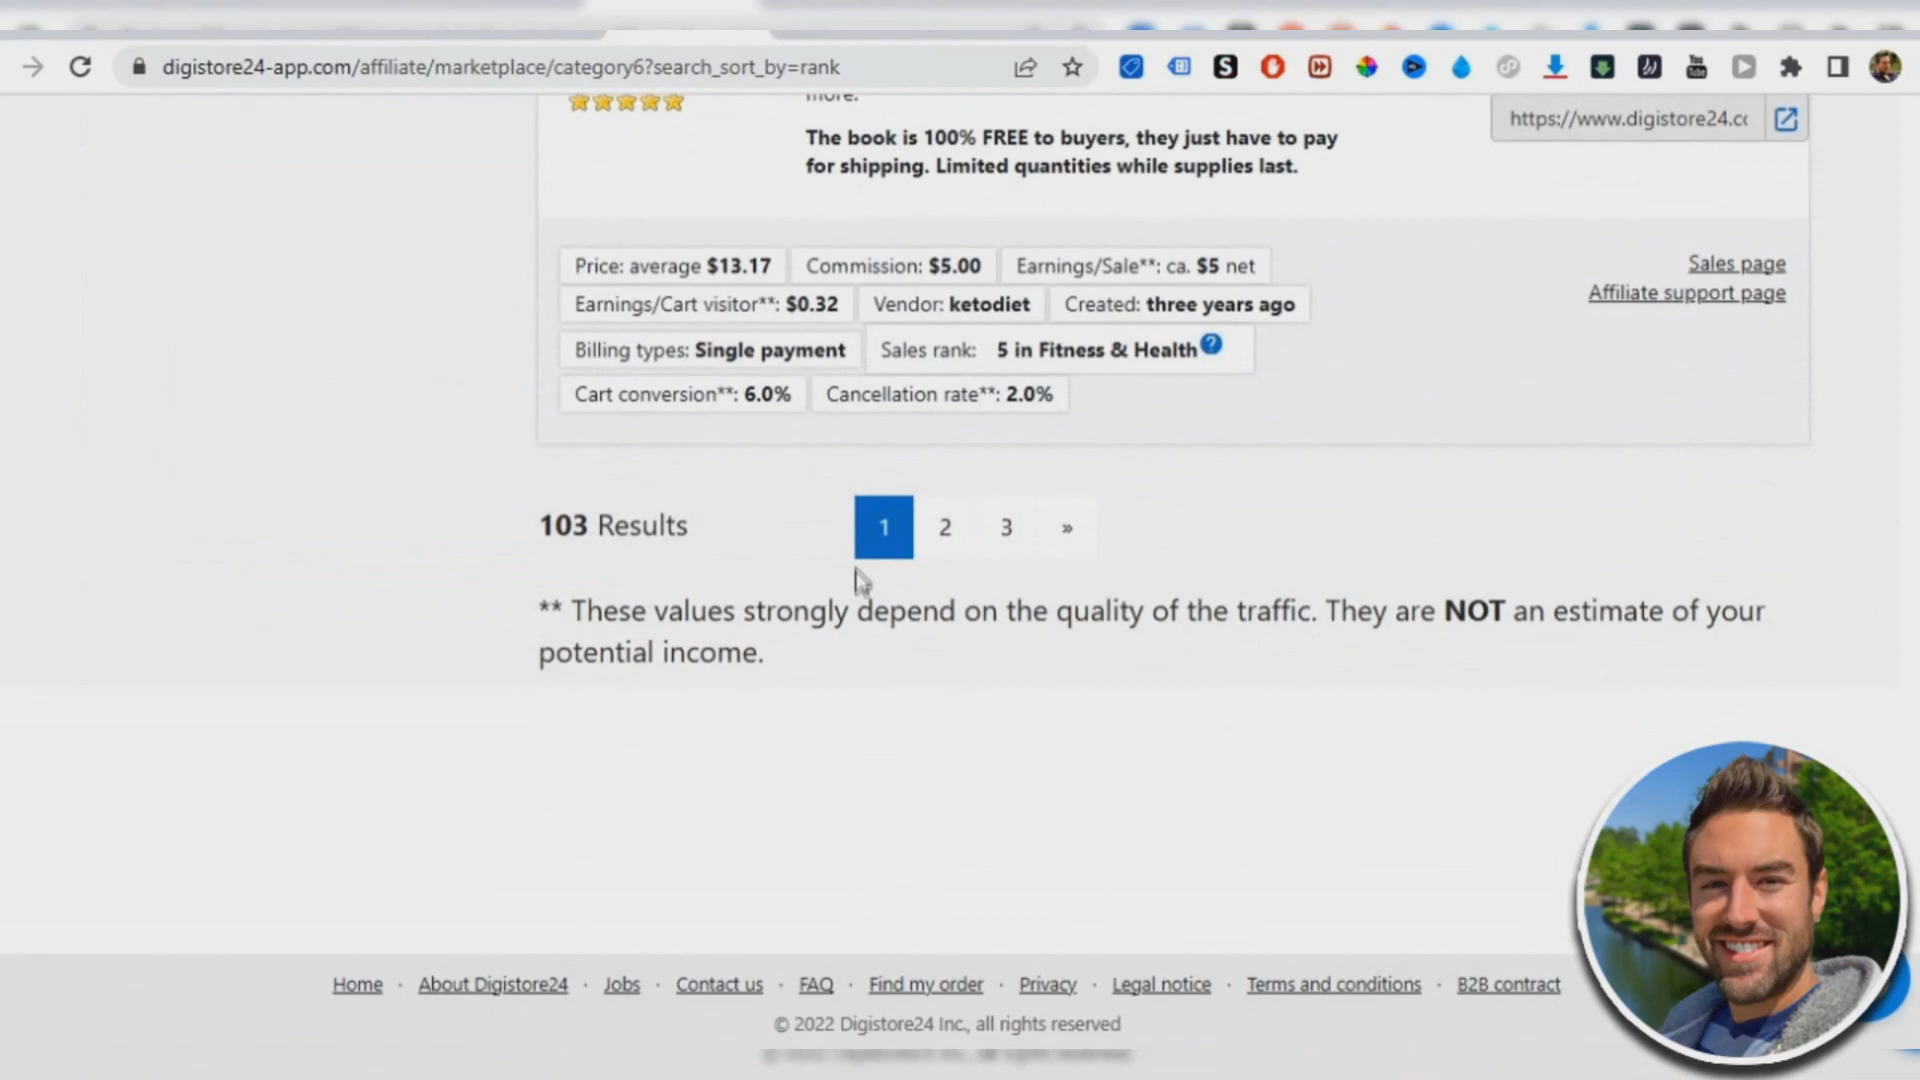 digistore24-app.com/affiliate/marketplace/category6?search_sort_by=rank
more.
https://www.digistore24.cc
The book is 100% FREE to buyers, they just have to pay
for shipping. Limited quantities while supplies last.
Price: average $13.17 Commission: $5.00 Earnings/Sale**: ca. $5 net
Sales page
Earnings/Cart visitor**: $0.32 Vendor: ketodiet Created: three years ago
Affiliate support page
Billing types: Single payment Sales rank: 5 in Fitness & Health ?
Cart conversion**: 6.0% Cancellation rate**: 2.0%
103 Results 1 2 3 »
** These values strongly depend on the quality of the traffic. They are NOT an estimate of your
potential income.
Home · About Digistore24 · Jobs · Contact us · FAQ · Find my order · Privacy · Legal notice · Terms and conditions · B2B contract
© 2022 Digistore24 Inc., all rights reserved